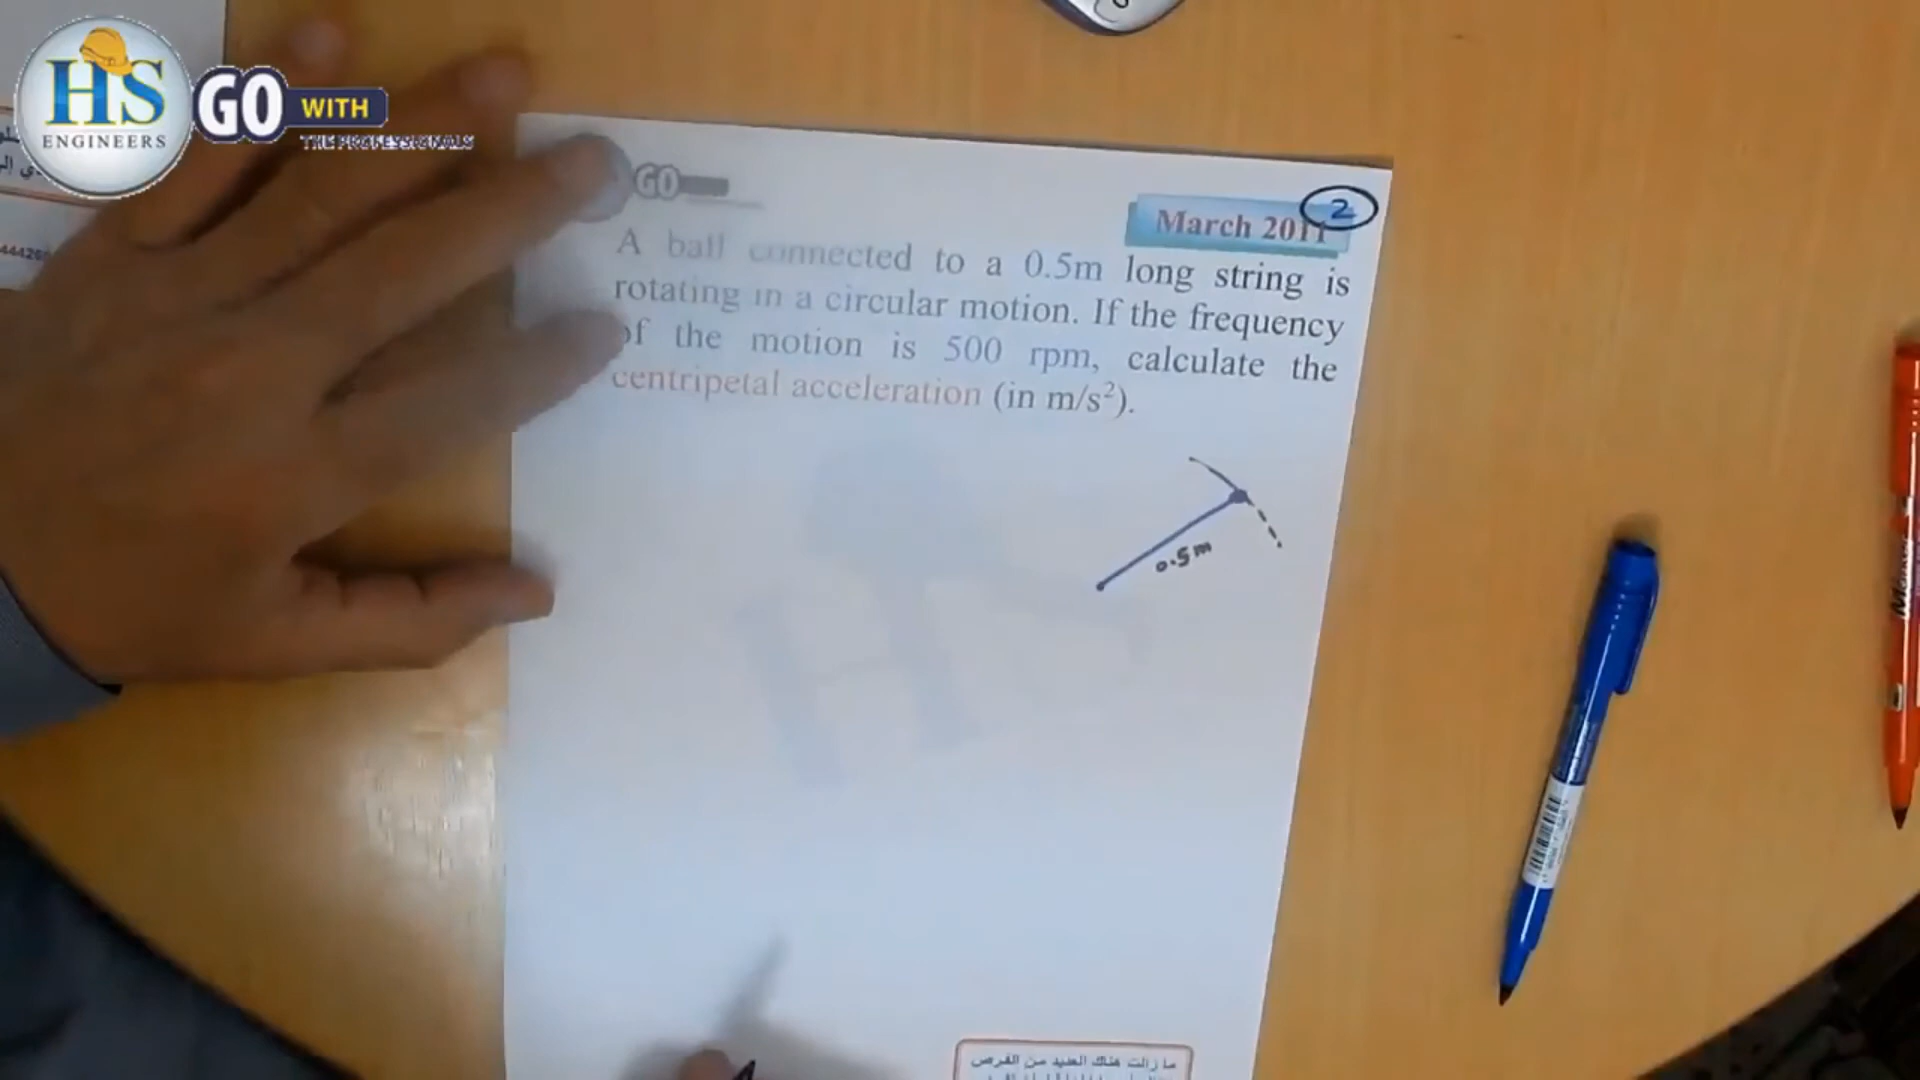 HS
ENGINEERS
GO WITH
THE PROFESSIONALS
GO
March 2011
2
A ball connected to a 0.5m long string is
rotating in a circular motion. If the frequency
of the motion is 500 rpm, calculate the
centripetal acceleration (in m/s²).
0.5m
ما زالت هناك العديد من الفرص